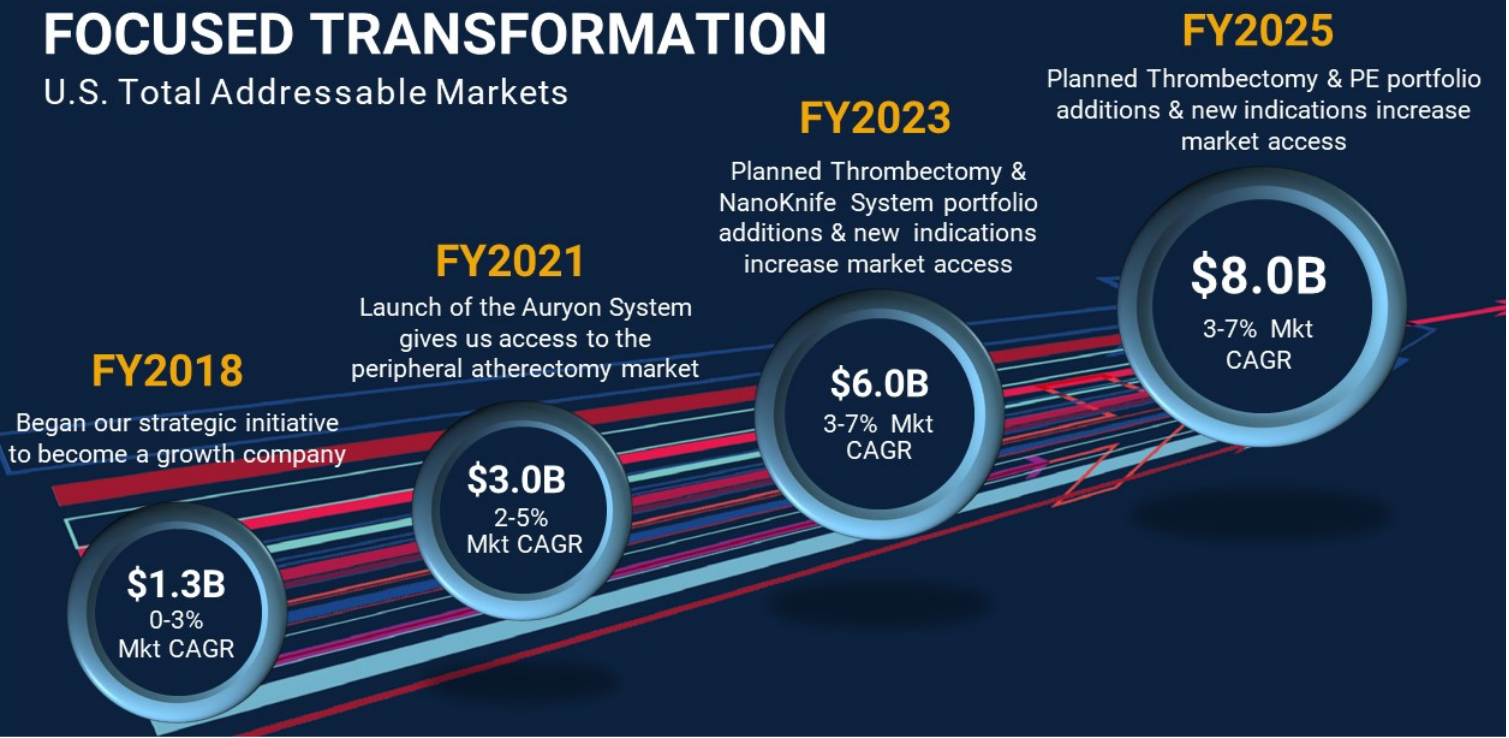 FOCUSED TRANSFORMATION
U.S. Total Addressable Markets
FY2018
Began our strategic initiative
to become a growth company
$1.3B
0-3%
Mkt CAGR
FY2021
Launch of the Auryon System
gives us access to the
peripheral atherectomy market
$3.0B
2-5%
Mkt CAGR
FY2023
Planned Thrombectomy &
NanoKnife System portfolio
additions & new indications
increase market access
$6.0B
3-7% Mkt
CAGR
FY2025
Planned Thrombectomy & PE portfolio
additions & new indications increase
market access
$8.0B
3-7% Mkt
CAGR